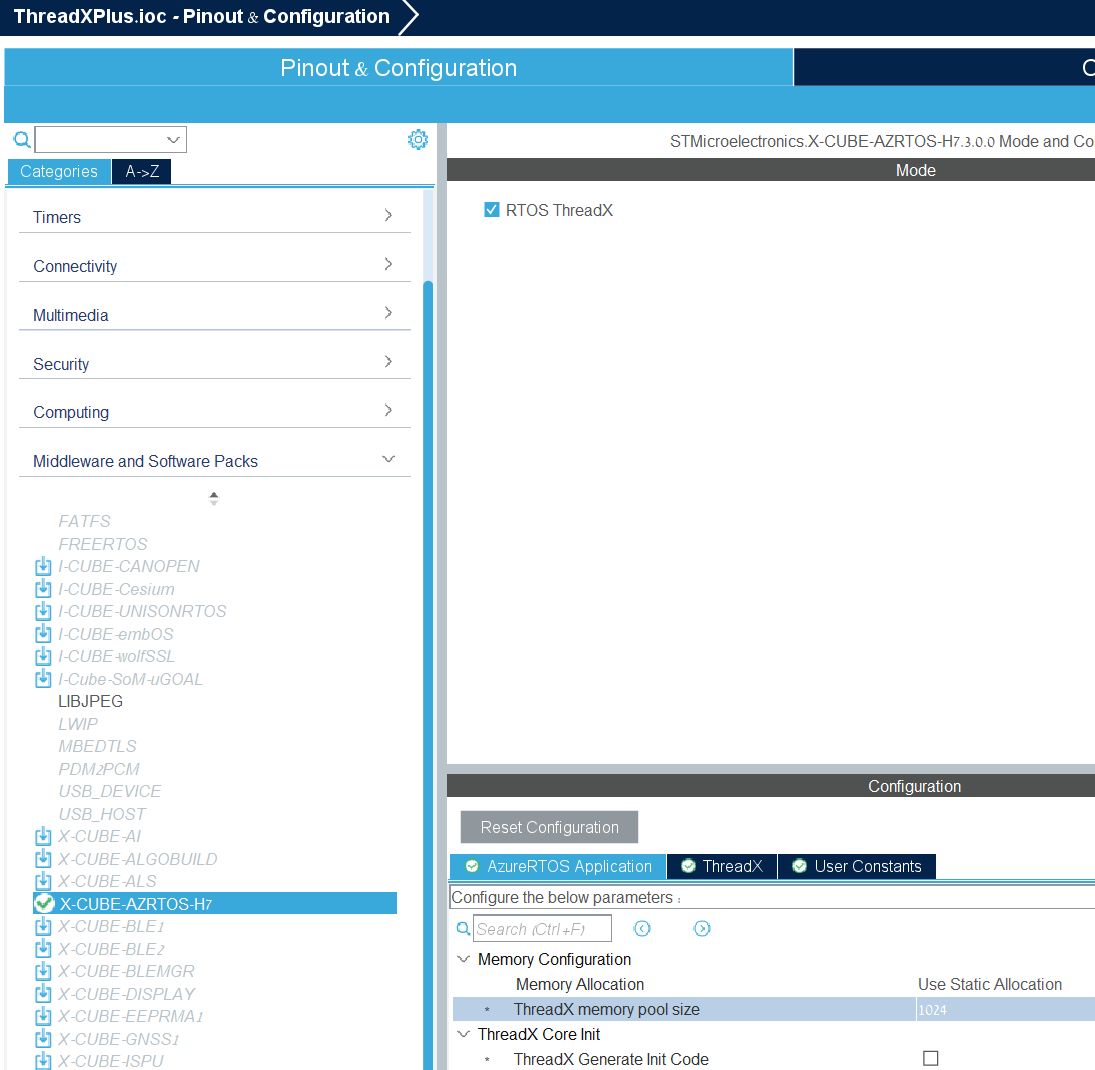 ThreadXPlus.ioc - Pinout & Configuration
Pinout & Configuration
C
STMicroelectronics.X-CUBE-AZRTOS-H7.3.0.0 Mode and Co
Categories
A->Z
Mode
Timers
RTOS ThreadX
Connectivity
Multimedia
Security
Computing
Middleware and Software Packs
FATFS
FREERTOS
I-CUBE-CANOPEN
I-CUBE-Cesium
I-CUBE-UNISONRTOS
I-CUBE-embOS
I-CUBE-wolfSSL
I-Cube-SoM-uGOAL
LIBJPEG
LWIP
MBEDTLS
PDM2PCM
USB_DEVICE
USB_HOST
X-CUBE-AI
X-CUBE-ALGOBUILD
X-CUBE-ALS
X-CUBE-AZRTOS-H7
X-CUBE-BLE1
X-CUBE-BLE2
X-CUBE-BLEMGR
X-CUBE-DISPLAY
X-CUBE-EEPRMA1
X-CUBE-GNSS1
X-CUBE-ISPU
Configuration
Reset Configuration
AzureRTOS Application
ThreadX
User Constants
Configure the below parameters :
Search (Ctrl+F)
Memory Configuration
Memory Allocation Use Static Allocation
* ThreadX memory pool size 1024
ThreadX Core Init
* ThreadX Generate Init Code